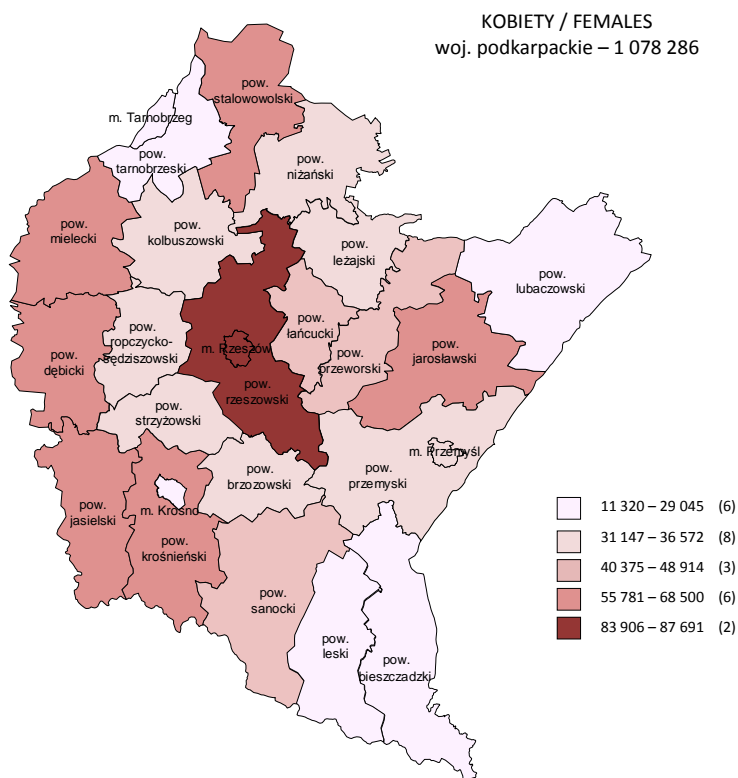 KOBIETY / FEMALES
woj. podkarpackie – 1 078 286
pow.
stalowowolski
m. Tarnobrzeg
pow.
tarnobrzeski
pow.
niżański
pow.
mielecki
pow.
kolbuszowski
pow.
leżajski
pow.
lubaczowski
pow.
ropczycko-
sędziszowski
m. Rzeszów
pow.
łańcucki
pow.
przeworski
pow.
jarosławski
pow.
dębicki
pow.
rzeszowski
pow.
strzyżowski
m. Przemyśl
pow.
przemyski
pow.
brzozowski
pow.
jasielski
m. Krosno
pow.
krośnieński
pow.
sanocki
pow.
leski
pow.
bieszczadzki
11 320 – 29 045 (6)
31 147 – 36 572 (8)
40 375 – 48 914 (3)
55 781 – 68 500 (6)
83 906 – 87 691 (2)